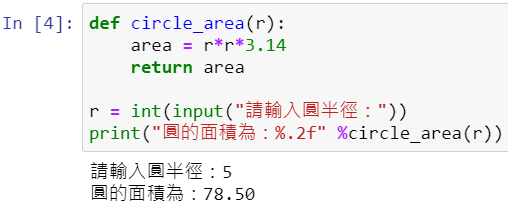 In [4]: def circle_area(r):
    area = r*r*3.14
    return area
r = int(input("請輸入圓半徑："))
print("圓的面積為：%.2f" %circle_area(r))
請輸入圓半徑：5
圓的面積為：78.50